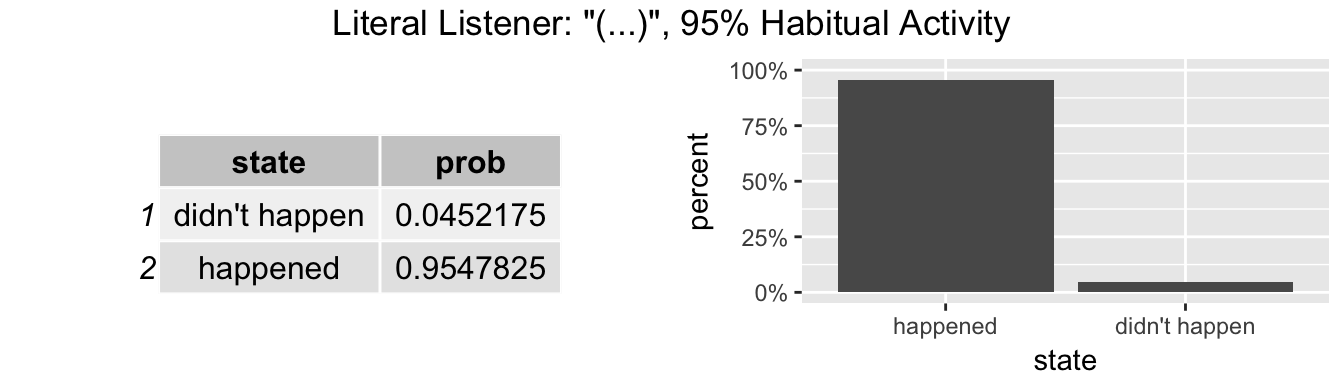 Literal Listener: "(...)", 95% Habitual Activity
state prob
1 didn't happen 0.0452175
2 happened 0.9547825
percent
100%
75%
50%
25%
0%
happened didn't happen
state